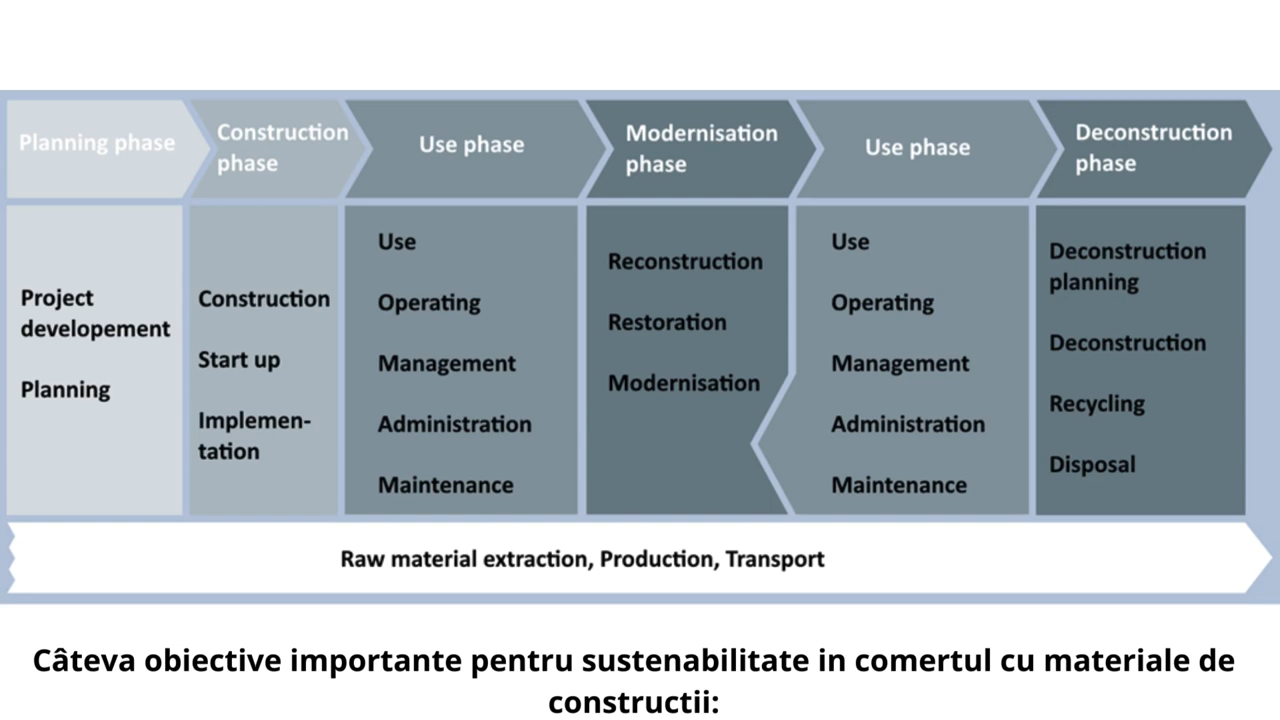 Planning phase
Construction
phase
Use phase
Modernisation
phase
Use phase
Deconstruction
phase
Project
developement
Planning
Construction
Start up
Implemen-
tation
Use
Operating
Management
Administration
Maintenance
Reconstruction
Restoration
Modernisation
Use
Operating
Management
Administration
Maintenance
Deconstruction
planning
Deconstruction
Recycling
Disposal
Raw material extraction, Production, Transport
Câteva obiective importante pentru sustenabilitate in comertul cu materiale de
constructii: